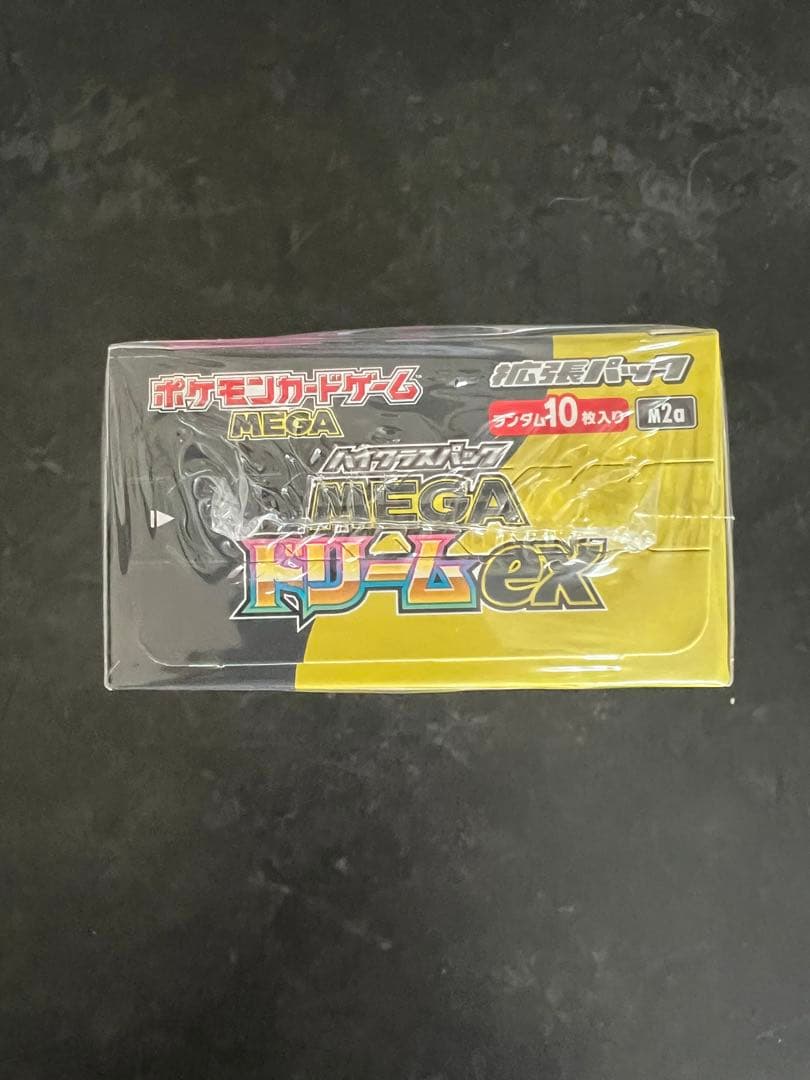 ポケモンカードゲーム
MEGA
拡張パック
ランダム10枚入り
M2a
ハイクラスパック
MEGA
ドリームex